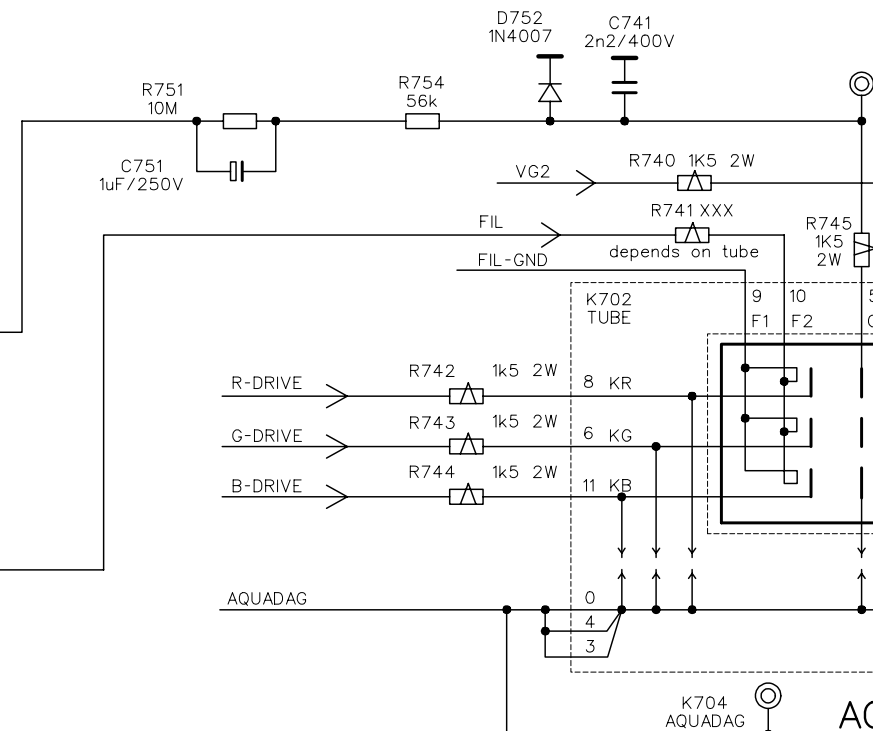 D752
1N4007
C741
2n2/400V
R751
10M
R754
56k
C751
1uF/250V
VG2
R740 1K5 2W
R741 XXX
FIL
depends on tube
R745
1K5
2W
FIL-GND
K702
TUBE
9 10 5
F1 F2
R-DRIVE
R742 1k5 2W
8 KR
G-DRIVE
R743 1k5 2W
6 KG
B-DRIVE
R744 1k5 2W
11 KB
AQUADAG
0
4
3
K704
AQUADAG